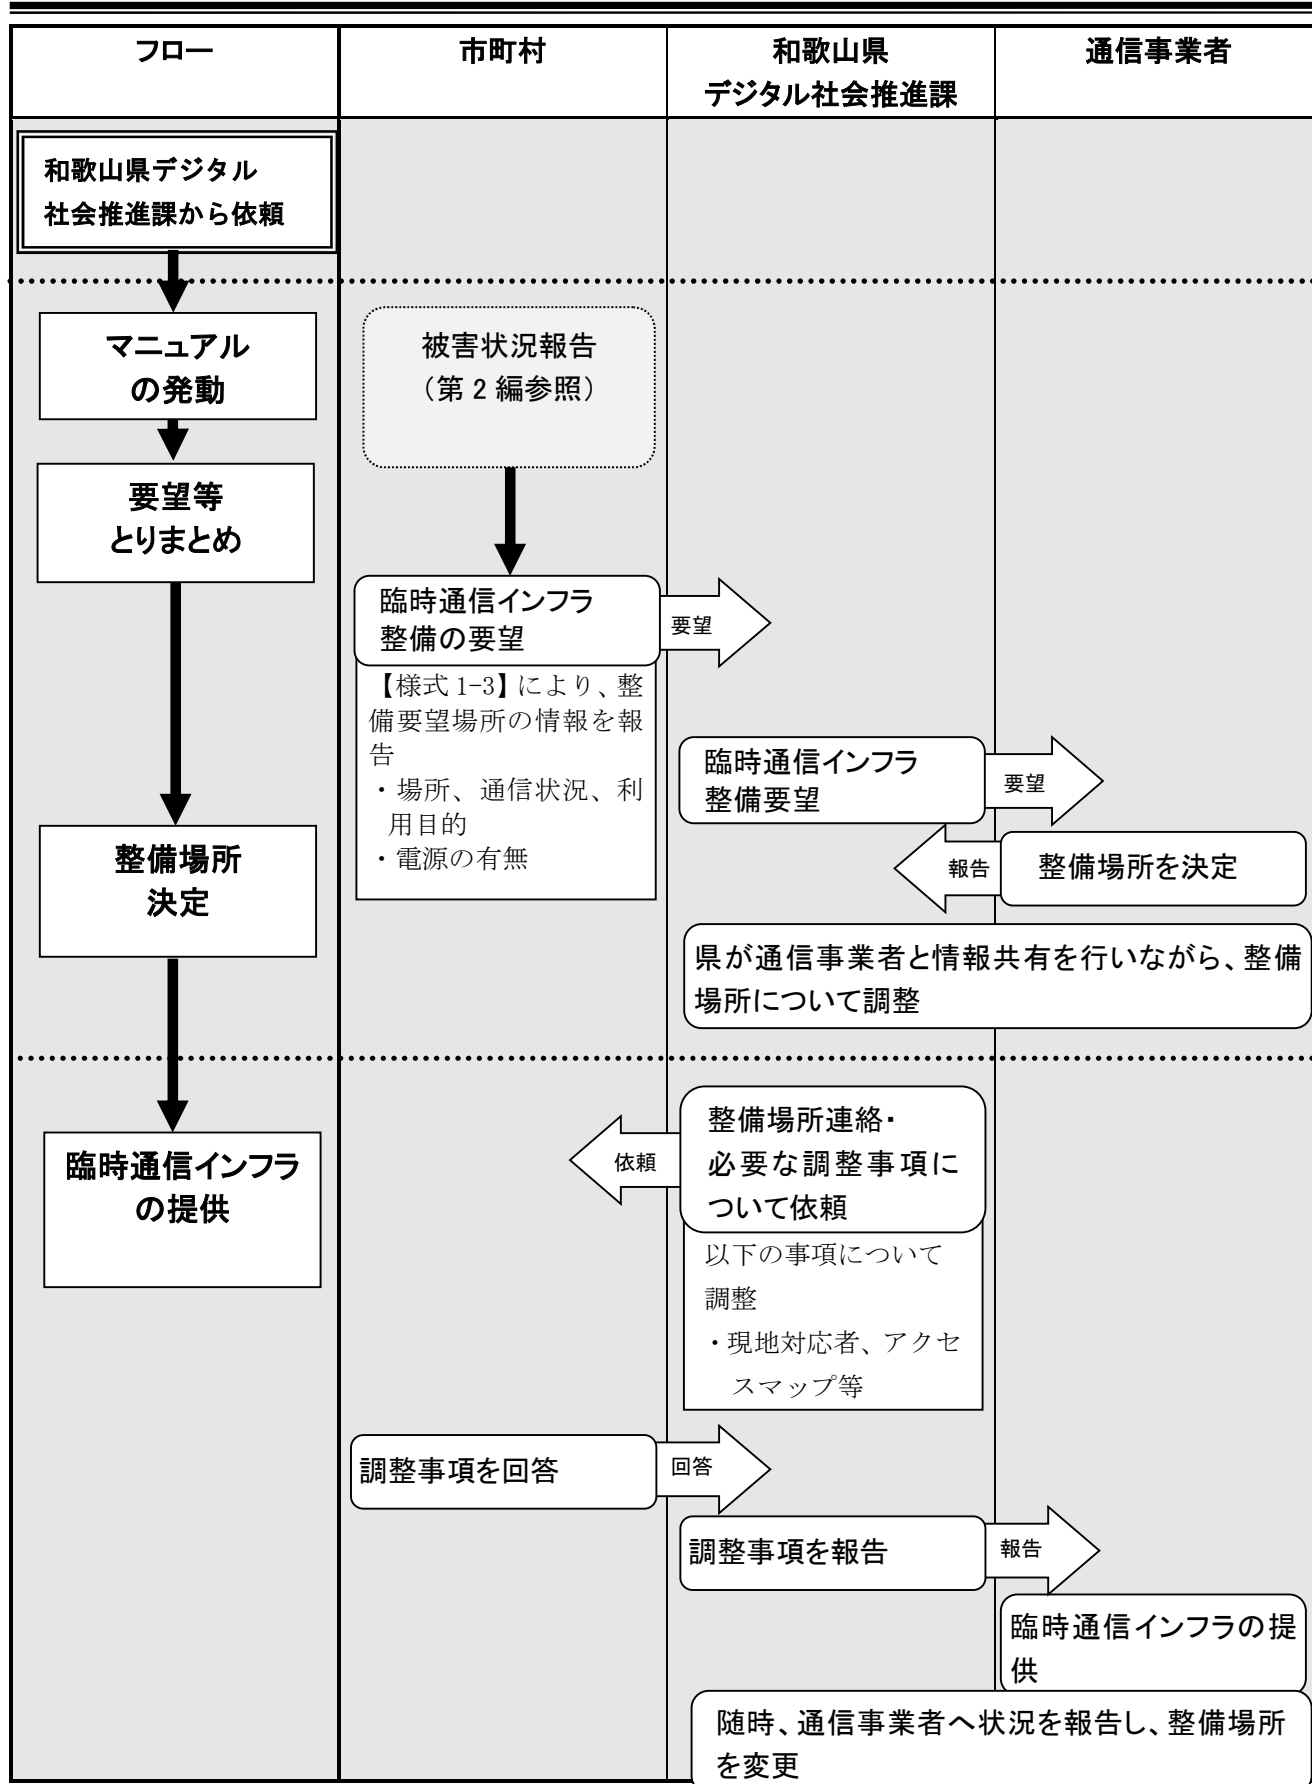 フロー
市町村
和歌山県
デジタル社会推進課
通信事業者
和歌山県デジタル
社会推進課から依頼
マニュアル
の発動
被害状況報告
（第２編参照）
要望等
とりまとめ
臨時通信インフラ
整備の要望
要望
【様式 1-3】により、整
備要望場所の情報を報
告
・場所、通信状況、利
用目的
・電源の有無
臨時通信インフラ
整備要望
要望
整備場所
決定
報告
整備場所を決定
県が通信事業者と情報共有を行いながら、整備
場所について調整
臨時通信インフラ
の提供
依頼
整備場所連絡・
必要な調整事項に
ついて依頼
以下の事項について
調整
・現地対応者、アクセ
スマップ等
調整事項を回答
回答
調整事項を報告
報告
臨時通信インフラの提
供
随時、通信事業者へ状況を報告し、整備場所
を変更